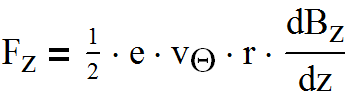 F_z = ½ · e · v_Θ · r · dB_z/dz